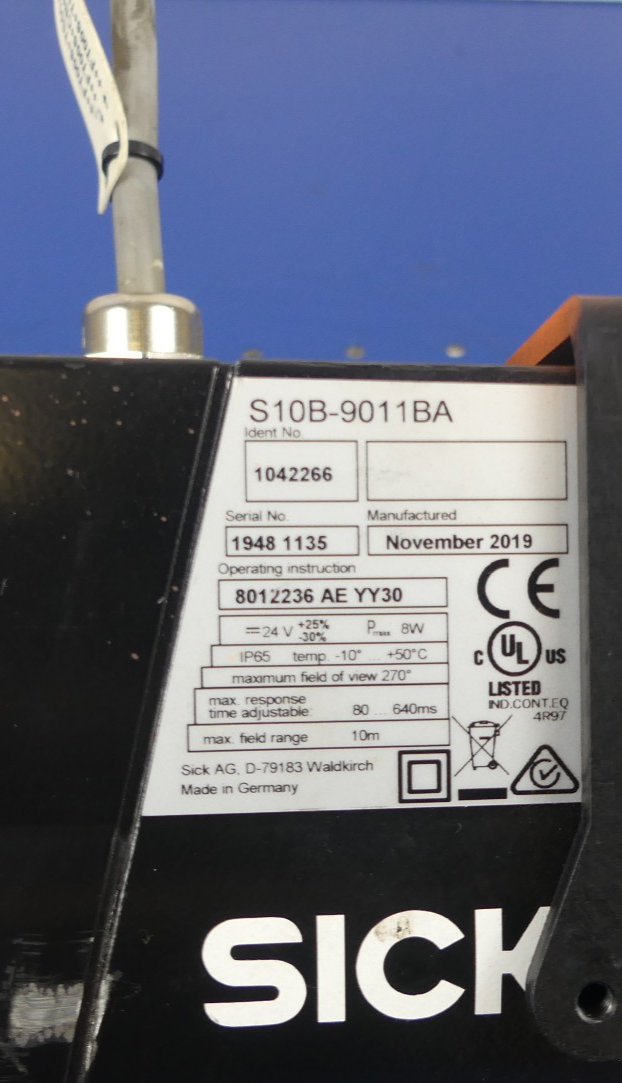 S10B-9011BA
Ident No.
1042266
Serial No. Manufactured
1948 1135 November 2019
Operating instruction
8012236 AE YY30
24 V +25% -30% Pmax 8W
IP65 temp. -10° ... +50°C
maximum field of view 270°
max. response
time adjustable: 80 ... 640ms
max. field range 10m
CE
C UL US
LISTED
IND.CONT.EQ
4R97
Sick AG, D-79183 Waldkirch
Made in Germany
SICK